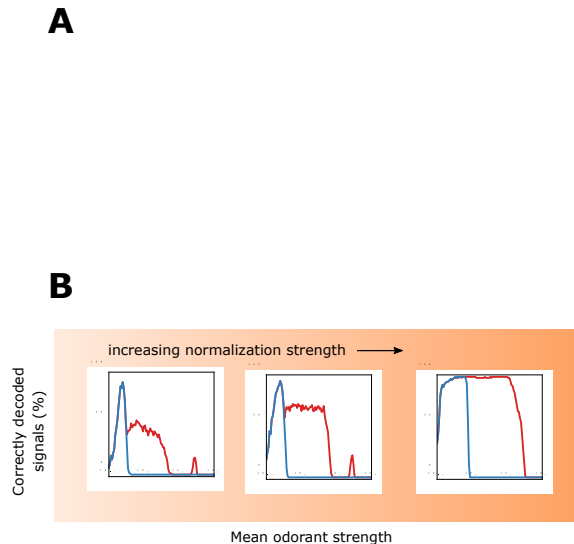 A
B
increasing normalization strength
Correctly decoded
signals (%)
Mean odorant strength